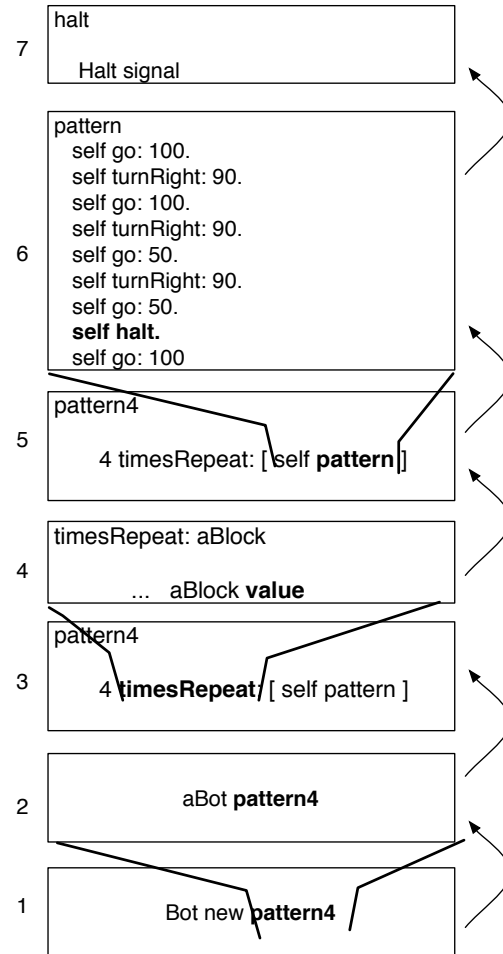 halt
7
Halt signal
pattern
self go: 100.
self turnRight: 90.
self go: 100.
self turnRight: 90.
6
self go: 50.
self turnRight: 90.
self go: 50.
self halt.
self go: 100
pattern4
5
4 timesRepeat: [ self pattern ]
timesRepeat: aBlock
4
... aBlock value
pattern4
3
4 timesRepeat: [ self pattern ]
2
aBot pattern4
1
Bot new pattern4